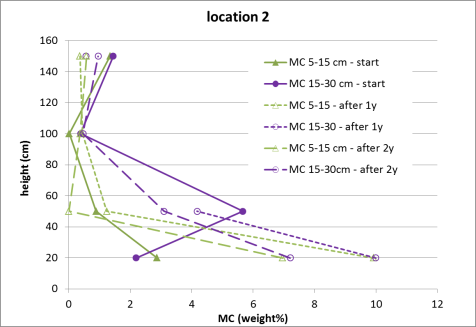 location 2
height (cm)
160
140
120
100
80
60
40
20
0
MC 5-15 cm - start
MC 15-30 cm - start
MC 5-15 - after 1y
MC 15-30 - after 1y
MC 5-15 cm - after 2y
MC 15-30cm - after 2y
0 2 4 6 8 10 12
MC (weight%)